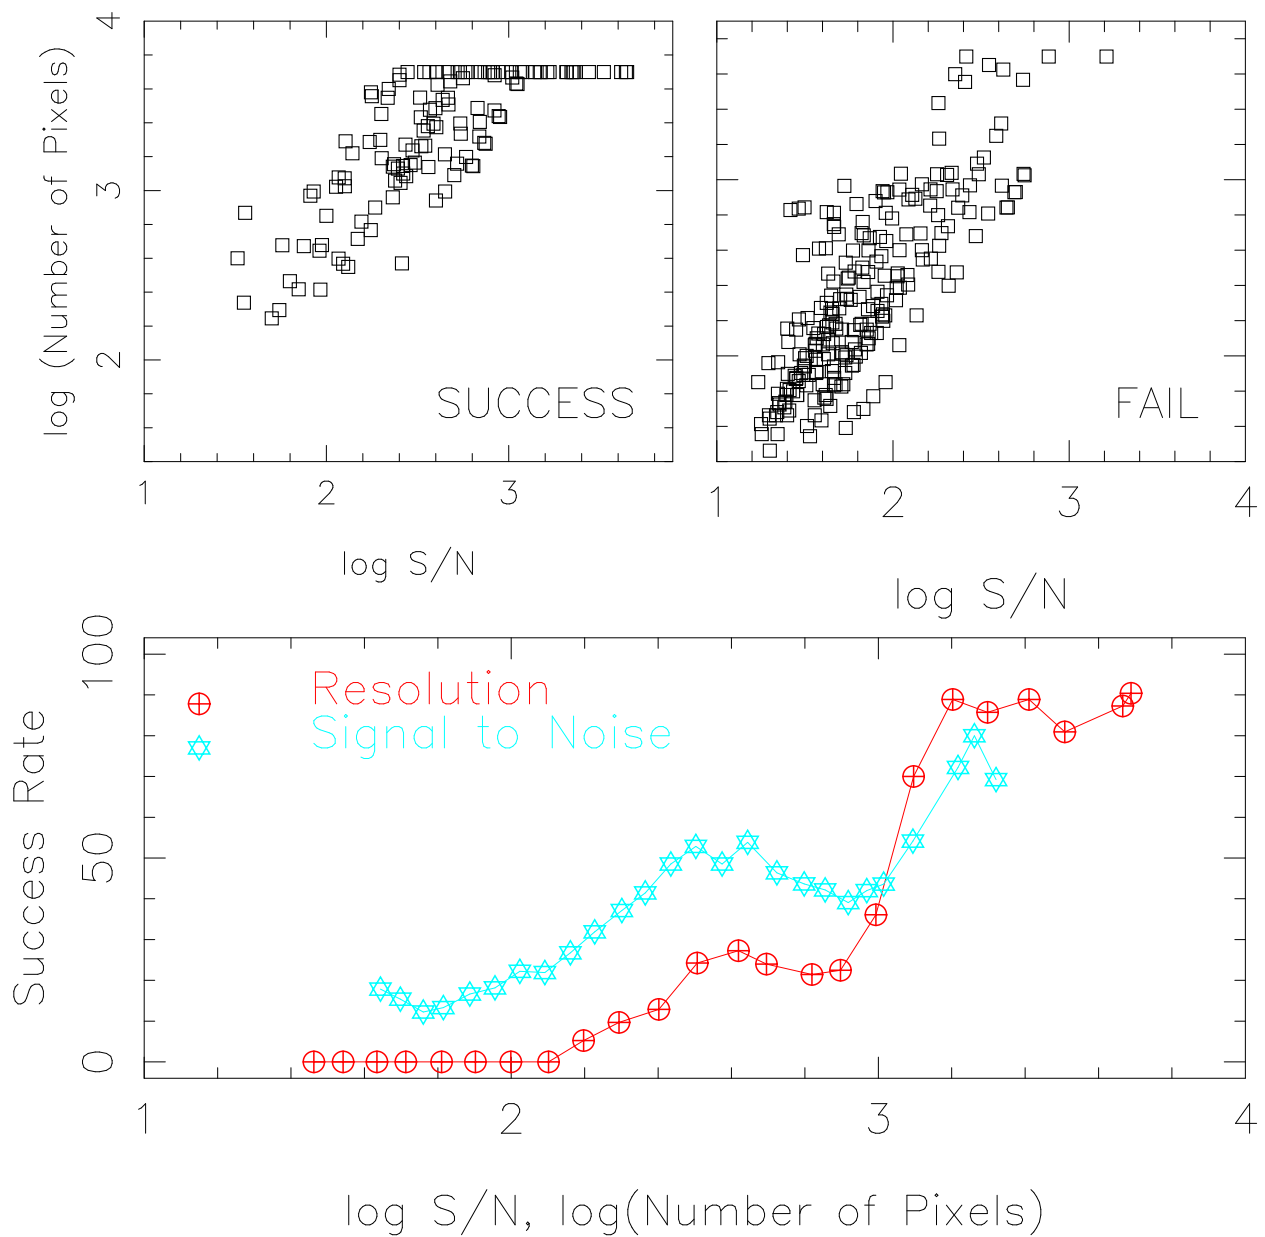 4
3
2
log (Number of Pixels)
SUCCESS
FAIL
1 2 3
1 2 3 4
log S/N
log S/N
100
50
0
Success Rate
Resolution
Signal to Noise
1 2 3 4
log S/N, log(Number of Pixels)